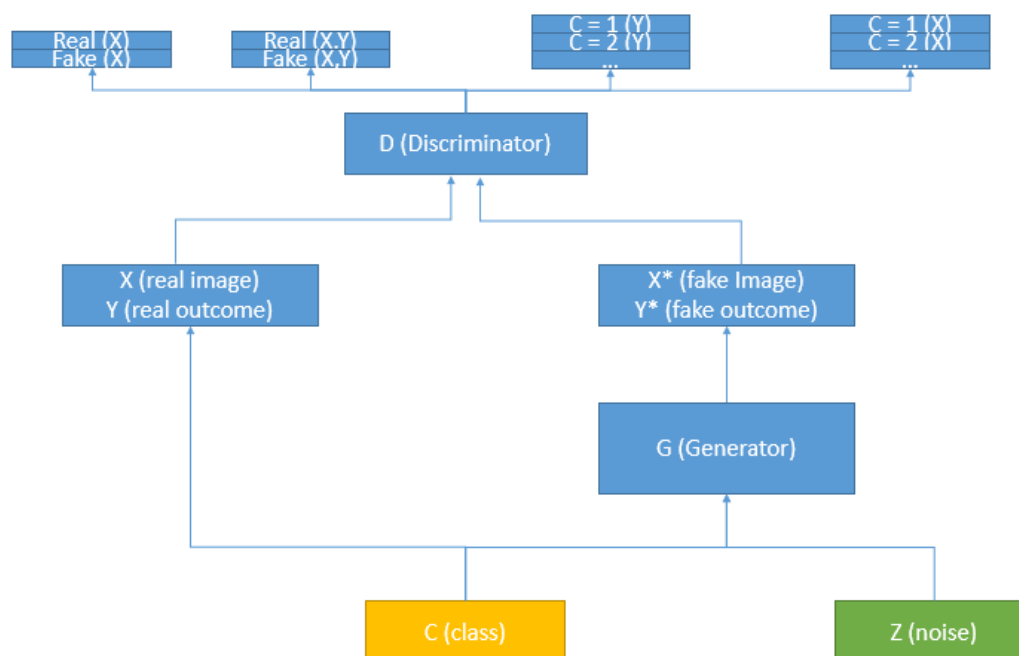 Real (X)
Fake (X)
Real (X.Y)
Fake (X,Y)
C = 1 (Y)
C = 2 (Y)
...
C = 1 (X)
C = 2 (X)
...
D (Discriminator)
X (real image)
Y (real outcome)
X* (fake Image)
Y* (fake outcome)
G (Generator)
C (class)
Z (noise)